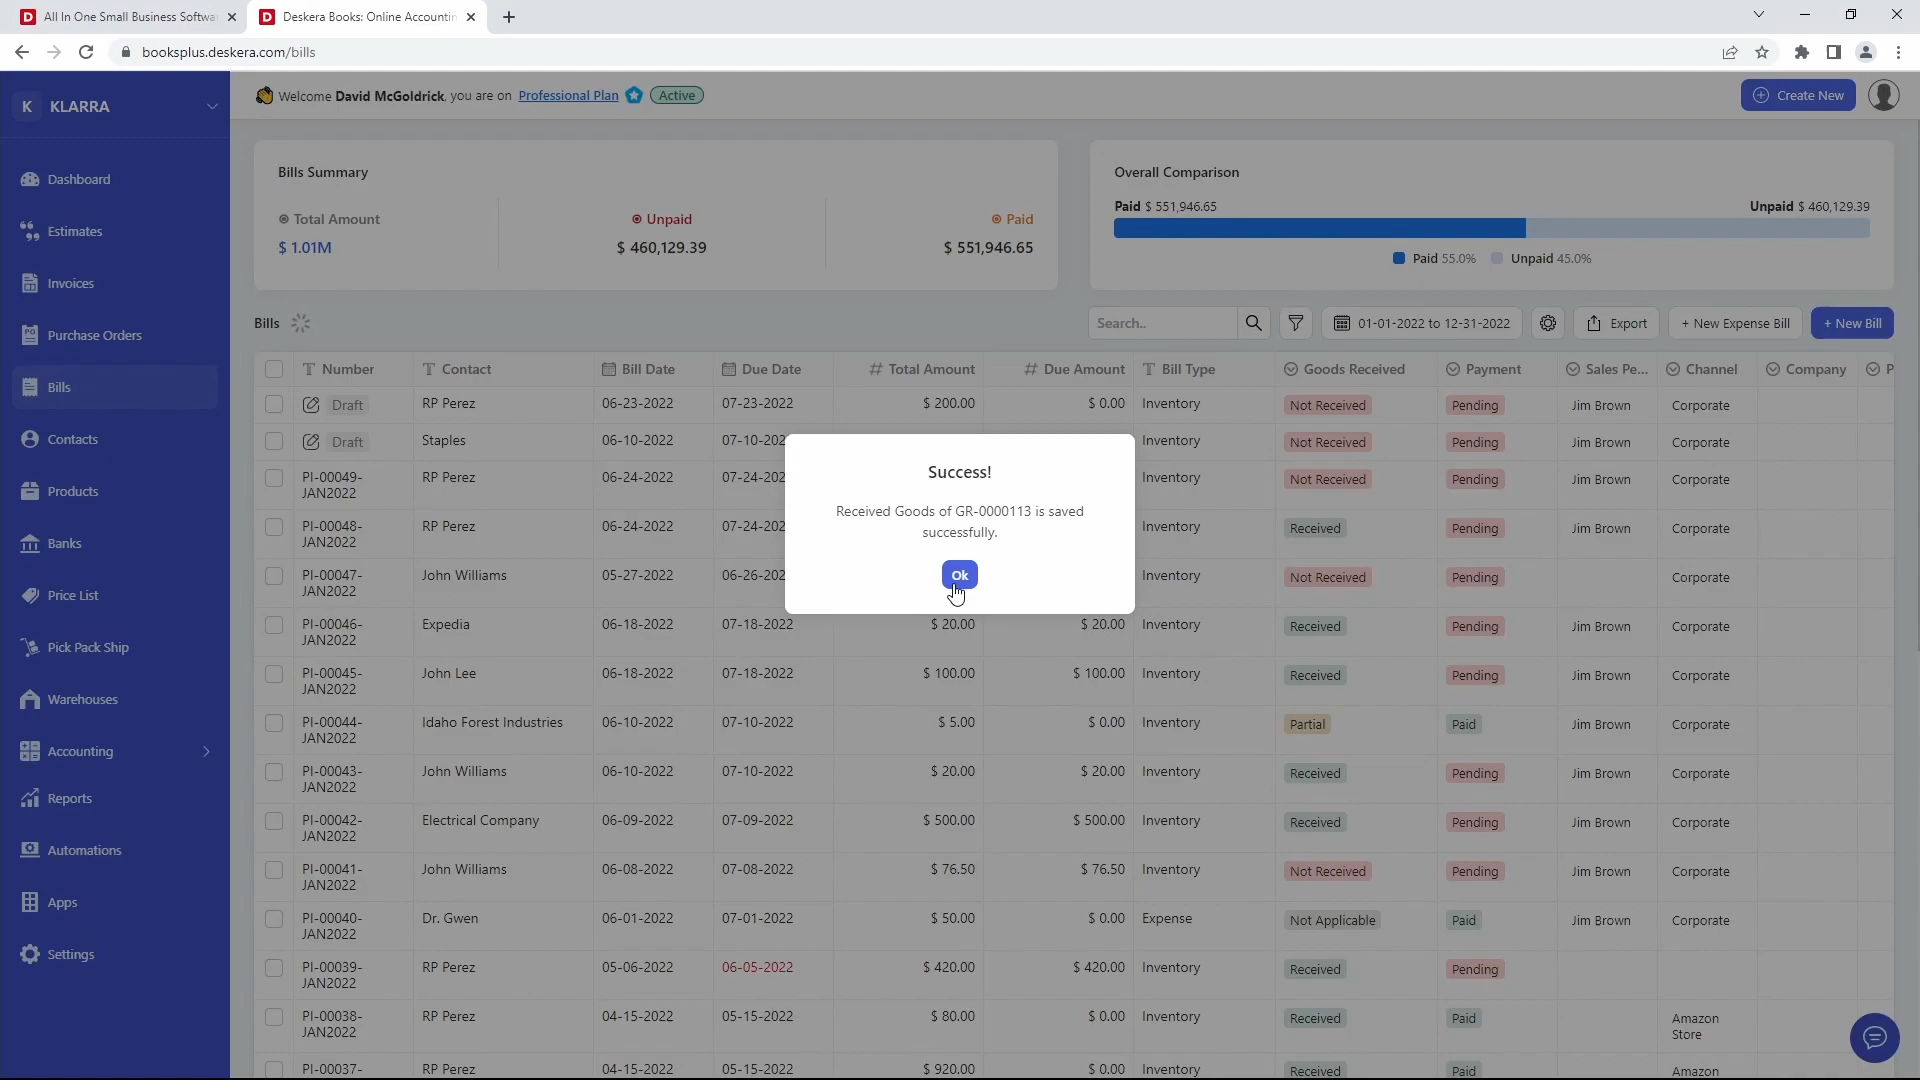 All In One Small Business Softwa
Deskera Books: Online Accountin
booksplus.deskera.com/bills
K KLARRA
Welcome David McGoldrick, you are on Professional Plan Active
Create New
Dashboard
Estimates
Invoices
Purchase Orders
Bills
Contacts
Products
Banks
Price List
Pick Pack Ship
Warehouses
Accounting
Reports
Automations
Apps
Settings
Bills Summary
Total Amount Unpaid Paid
$ 1.01M $ 460,129.39 $ 551,946.65
Overall Comparison
Paid $ 551,946.65 Unpaid $ 460,129.39
Paid 55.0% Unpaid 45.0%
Bills Search.. 01-01-2022 to 12-31-2022 Export + New Expense Bill + New Bill
Number Contact Bill Date Due Date Total Amount Due Amount Bill Type Goods Received Payment Sales Pe... Channel Company P
Draft RP Perez 06-23-2022 07-23-2022 $ 200.00 $ 0.00 Inventory Not Received Pending Jim Brown Corporate
Draft Staples 06-10-2022 07-10-202 Inventory Not Received Pending Jim Brown Corporate
PI-00049- RP Perez 06-24-2022 07-24-202 Inventory Not Received Pending Jim Brown Corporate
JAN2022
PI-00048- RP Perez 06-24-2022 07-24-202 Inventory Received Pending Jim Brown Corporate
JAN2022
PI-00047- John Williams 05-27-2022 06-26-202 Inventory Not Received Pending Corporate
JAN2022
Success!
Received Goods of GR-0000113 is saved
successfully.
Ok
PI-00046- Expedia 06-18-2022 07-18-2022 $ 20.00 $ 20.00 Inventory Received Pending Jim Brown Corporate
JAN2022
PI-00045- John Lee 06-18-2022 07-18-2022 $ 100.00 $ 100.00 Inventory Received Pending Jim Brown Corporate
JAN2022
PI-00044- Idaho Forest Industries 06-10-2022 07-10-2022 $ 5.00 $ 0.00 Inventory Partial Paid Jim Brown Corporate
JAN2022
PI-00043- John Williams 06-10-2022 07-10-2022 $ 20.00 $ 20.00 Inventory Received Pending Jim Brown Corporate
JAN2022
PI-00042- Electrical Company 06-09-2022 07-09-2022 $ 500.00 $ 500.00 Inventory Received Pending Jim Brown Corporate
JAN2022
PI-00041- John Williams 06-08-2022 07-08-2022 $ 76.50 $ 76.50 Inventory Not Received Pending Jim Brown Corporate
JAN2022
PI-00040- Dr. Gwen 06-01-2022 07-01-2022 $ 50.00 $ 0.00 Expense Not Applicable Paid Jim Brown Corporate
JAN2022
PI-00039- RP Perez 05-06-2022 06-05-2022 $ 420.00 $ 420.00 Inventory Received Pending
JAN2022
PI-00038- RP Perez 04-15-2022 05-15-2022 $ 80.00 $ 0.00 Inventory Received Paid Amazon
JAN2022 Store
PI-00037- RP Perez 04-15-2022 05-15-2022 $ 920.00 $ 0.00 Inventory Received Paid Amazon